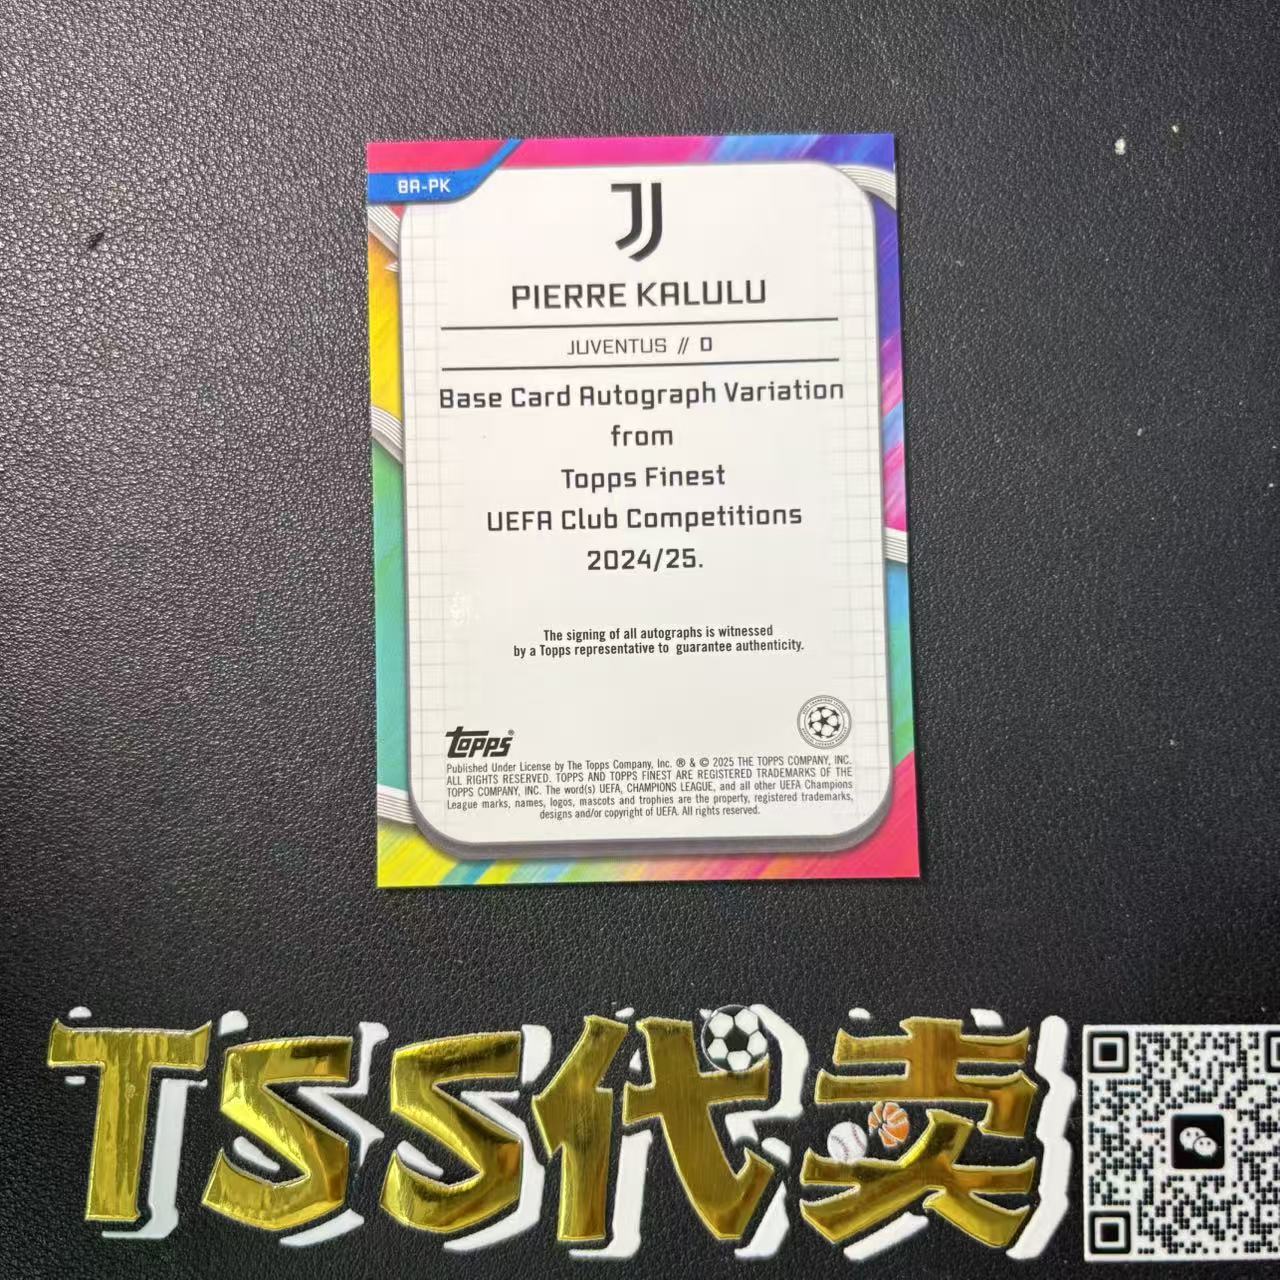 BA-PK
PIERRE KALULU
JUVENTUS // D
Base Card Autograph Variation
from
Topps Finest
UEFA Club Competitions
2024/25.
The signing of all autographs is witnessed
by a Topps representative to guarantee authenticity.
Topps®
Published Under License by The Topps Company, Inc. ® & © 2025 THE TOPPS COMPANY, INC.
ALL RIGHTS RESERVED. TOPPS AND TOPPS FINEST ARE REGISTERED TRADEMARKS OF THE
TOPPS COMPANY, INC. The word(s) UEFA, CHAMPIONS LEAGUE, and all other UEFA Champions
League marks, names, logos, mascots and trophies are the property, registered trademarks,
designs and/or copyright of UEFA. All rights reserved.
TSS代卖